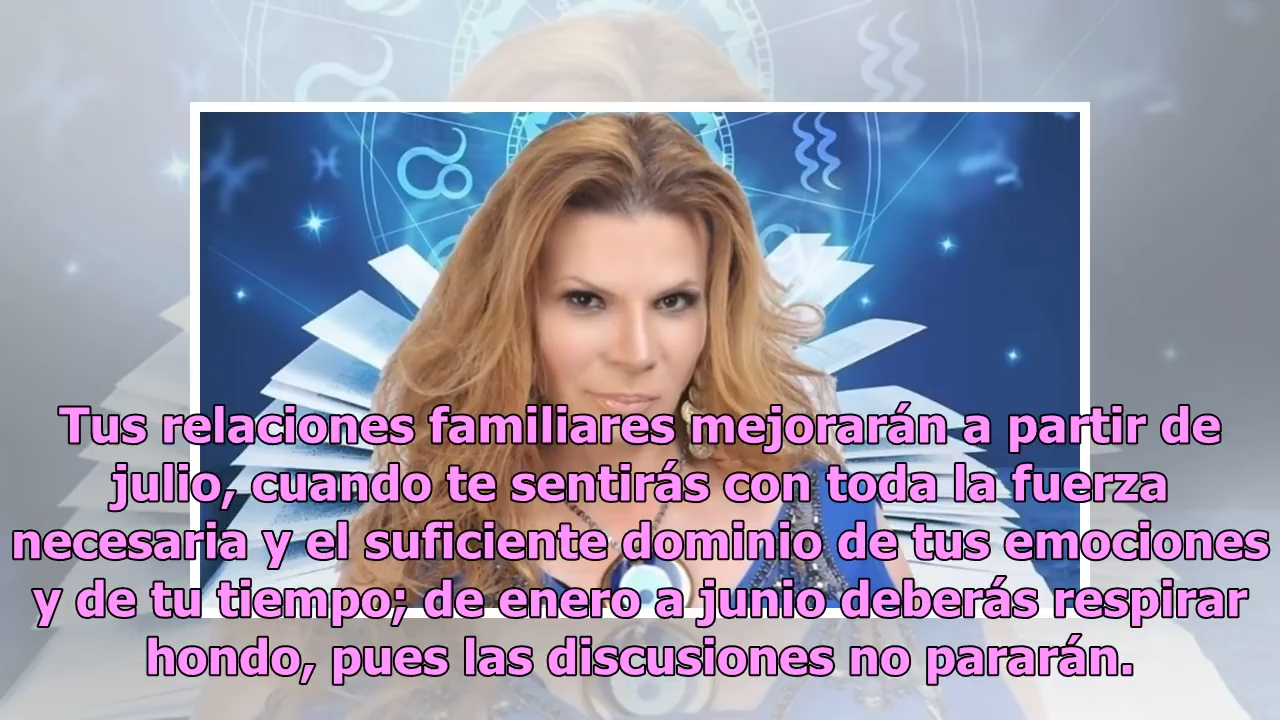 Tus relaciones familiares mejorarán a partir de
julio, cuando te sentirás con toda la fuerza
necesaria y el suficiente dominio de tus emociones
y de tu tiempo; de enero a junio deberás respirar
hondo, pues las discusiones no pararán.